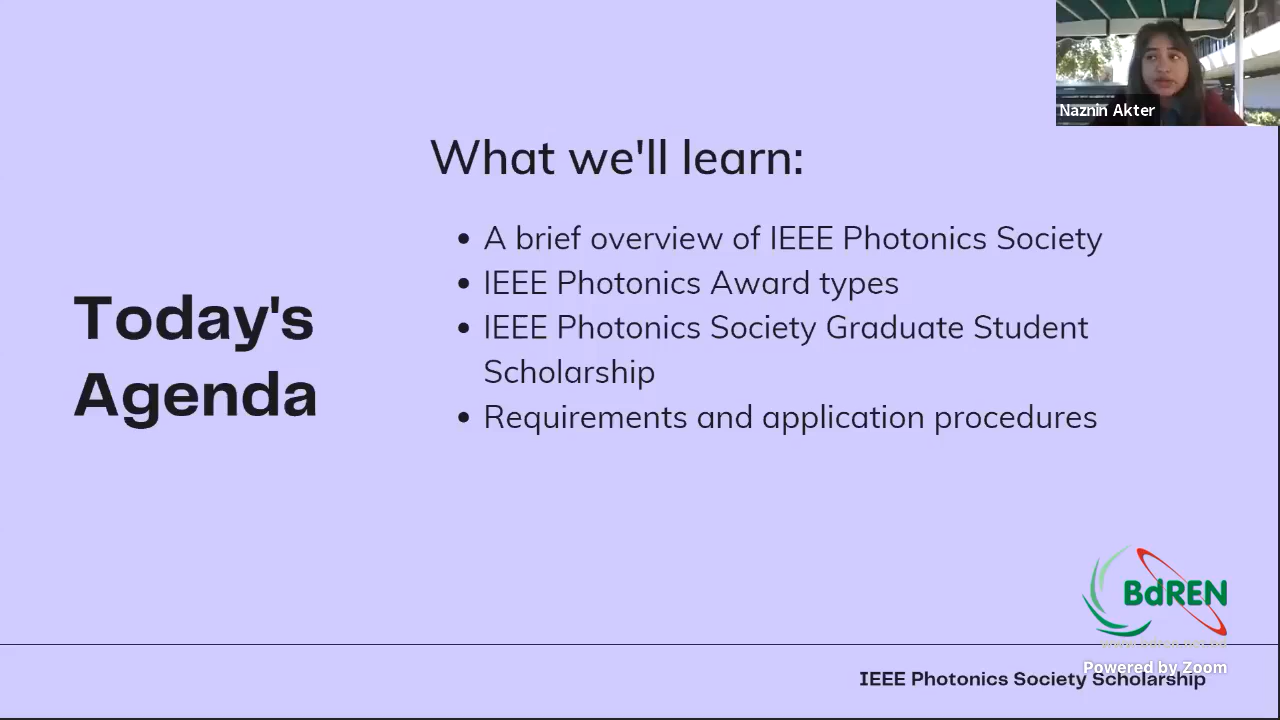 Naznin Akter
What we'll learn:
• A brief overview of IEEE Photonics Society
• IEEE Photonics Award types
• IEEE Photonics Society Graduate Student
Scholarship
• Requirements and application procedures
Today's
Agenda
BdREN
Powered by Zoom
IEEE Photonics Society Scholarship